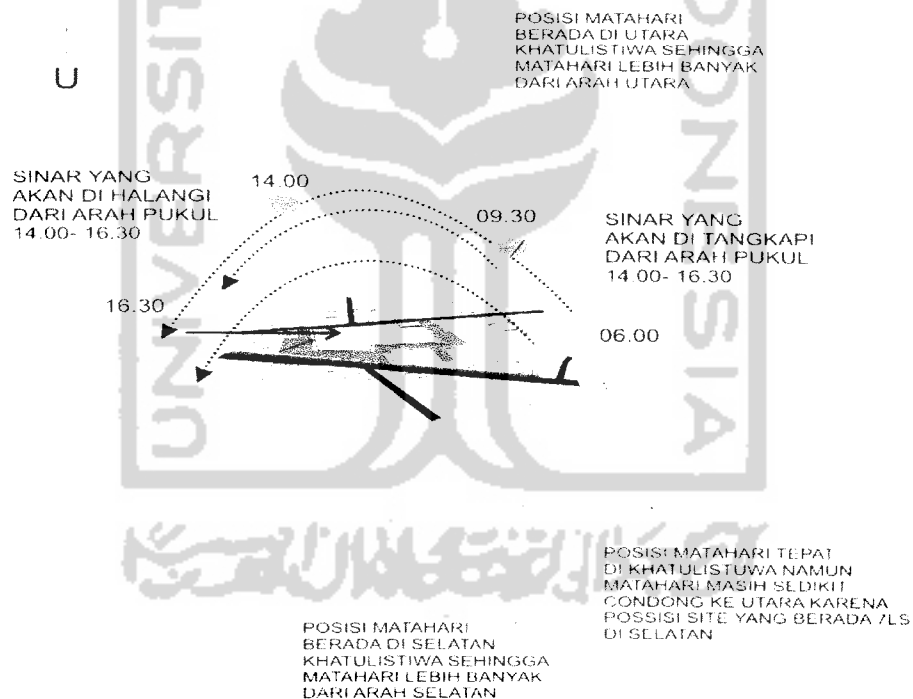 POSISI MATAHARI
BERADA DI UTARA
KHATULISTIWA SEHINGGA
MATAHARI LEBIH BANYAK
DARI ARAH UTARA
U
SINAR YANG
AKAN DI HALANGI
DARI ARAH PUKUL
14.00- 16.30
14.00
09.30
SINAR YANG
AKAN DI TANGKAPI
DARI ARAH PUKUL
14.00- 16.30
16.30
06.00
POSISI MATAHARI TEPAT
DI KHATULISTUWA NAMUN
MATAHARI MASIH SEDIKIT
CONDONG KE UTARA KARENA
POSSISI SITE YANG BERADA 7LS
DI SELATAN
POSISI MATAHARI
BERADA DI SELATAN
KHATULISTIWA SEHINGGA
MATAHARI LEBIH BANYAK
DARI ARAH SELATAN